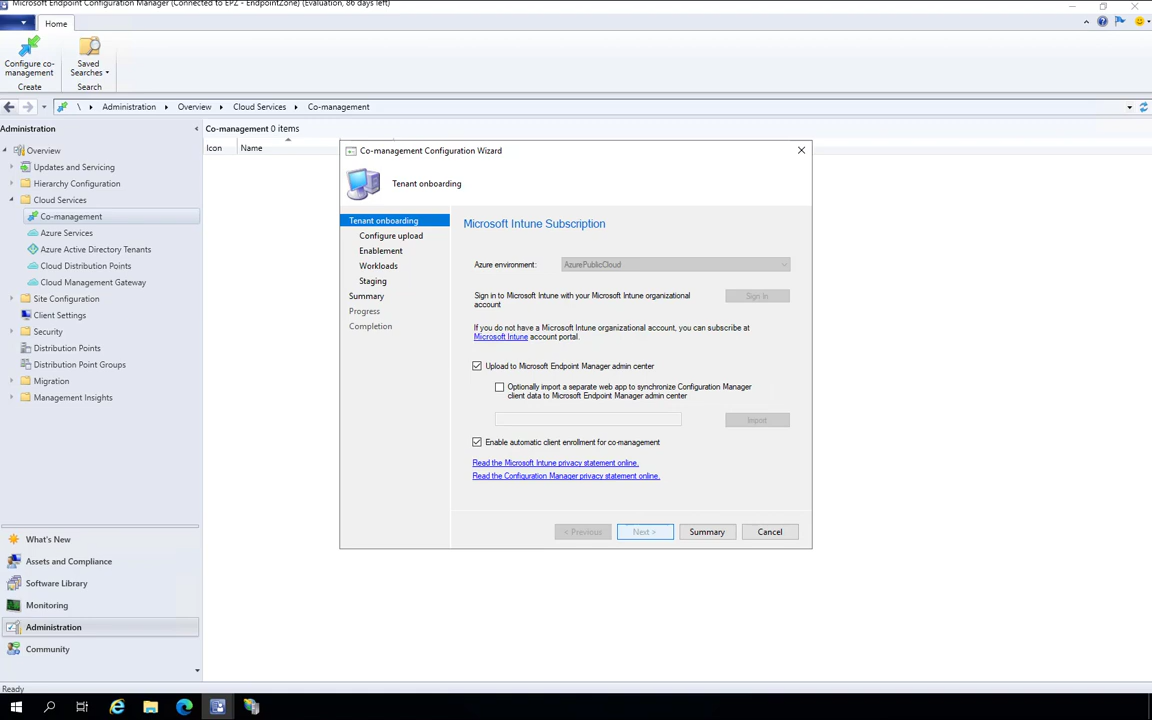 Microsoft Endpoint Configuration Manager (Connected to EPZ - EndpointZone) (Evaluation, 86 days left)
Home
Configure co-
management
Saved
Searches
Create
Search
\ Administration Overview Cloud Services Co-management
Administration
Co-management 0 items
Icon Name
Overview
Updates and Servicing
Hierarchy Configuration
Cloud Services
Co-management
Azure Services
Azure Active Directory Tenants
Cloud Distribution Points
Cloud Management Gateway
Site Configuration
Client Settings
Security
Distribution Points
Distribution Point Groups
Migration
Management Insights
What's New
Assets and Compliance
Software Library
Monitoring
Administration
Community
Ready
Co-management Configuration Wizard
Tenant onboarding
Tenant onboarding
Configure upload
Enablement
Workloads
Staging
Summary
Progress
Completion
Microsoft Intune Subscription
Azure environment: AzurePublicCloud
Sign in to Microsoft Intune with your Microsoft Intune organizational
account
Sign In
If you do not have a Microsoft Intune organizational account, you can subscribe at
Microsoft Intune account portal.
Upload to Microsoft Endpoint Manager admin center
Optionally import a separate web app to synchronize Configuration Manager
client data to Microsoft Endpoint Manager admin center
Import
Enable automatic client enrollment for co-management
Read the Microsoft Intune privacy statement online.
Read the Configuration Manager privacy statement online.
< Previous Next > Summary Cancel